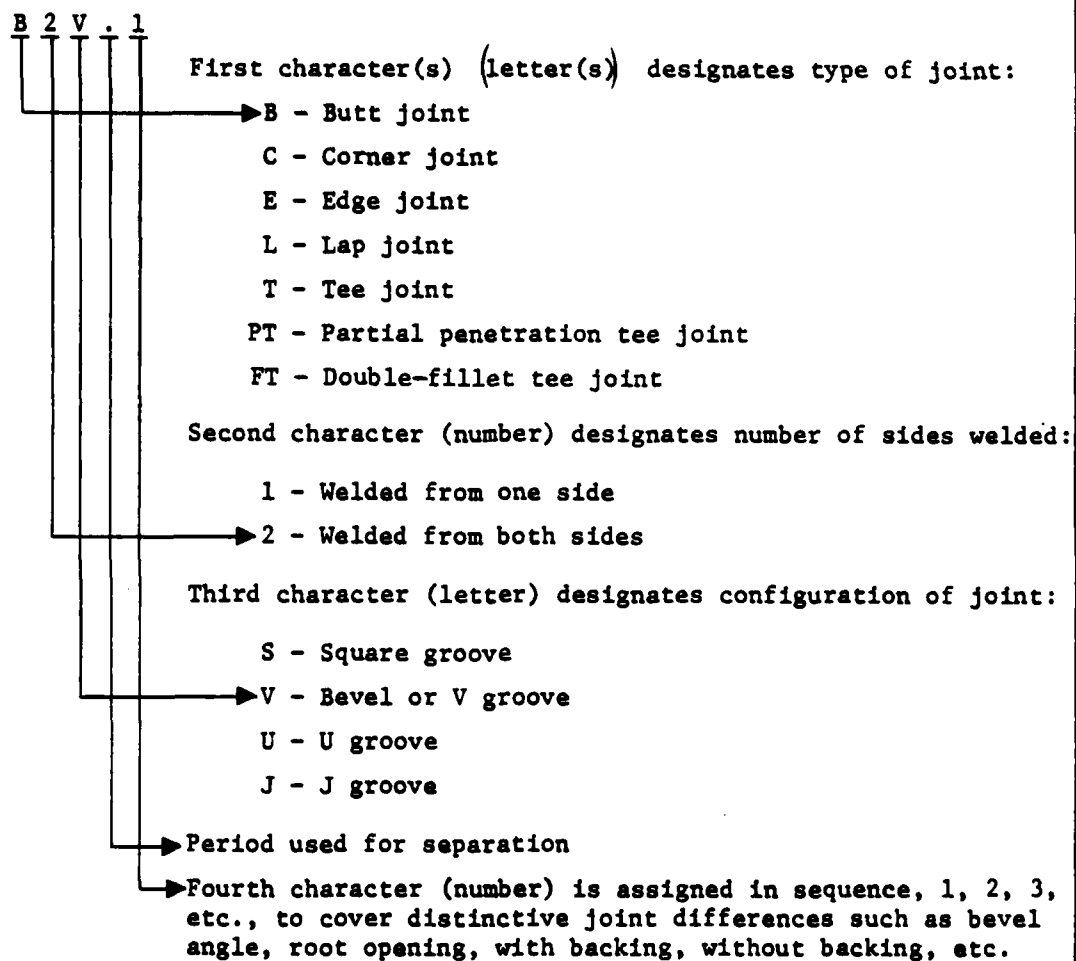 B 2 V . 1
First character(s) (letter(s)) designates type of joint:
B - Butt joint
C - Corner joint
E - Edge joint
L - Lap joint
T - Tee joint
PT - Partial penetration tee joint
FT - Double-fillet tee joint
Second character (number) designates number of sides welded:
1 - Welded from one side
2 - Welded from both sides
Third character (letter) designates configuration of joint:
S - Square groove
V - Bevel or V groove
U - U groove
J - J groove
Period used for separation
Fourth character (number) is assigned in sequence, 1, 2, 3,
etc., to cover distinctive joint differences such as bevel
angle, root opening, with backing, without backing, etc.